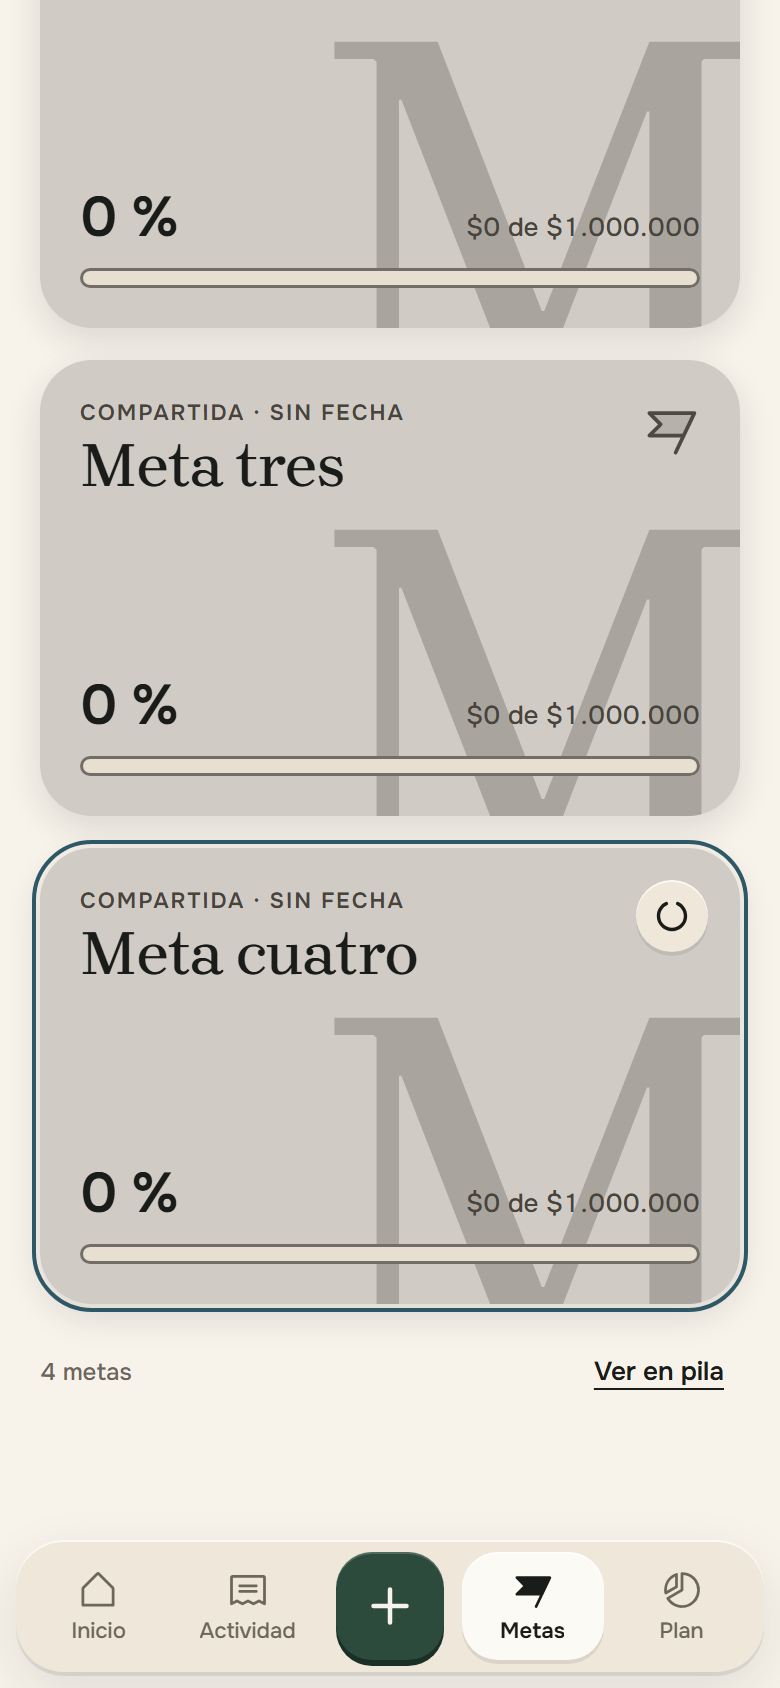 M
0 %
$0 de $1.000.000
COMPARTIDA · SIN FECHA
Meta tres
M
0 %
$0 de $1.000.000
COMPARTIDA · SIN FECHA
Meta cuatro
M
0 %
$0 de $1.000.000
4 metas
Ver en pila
Inicio
Actividad
Metas
Plan